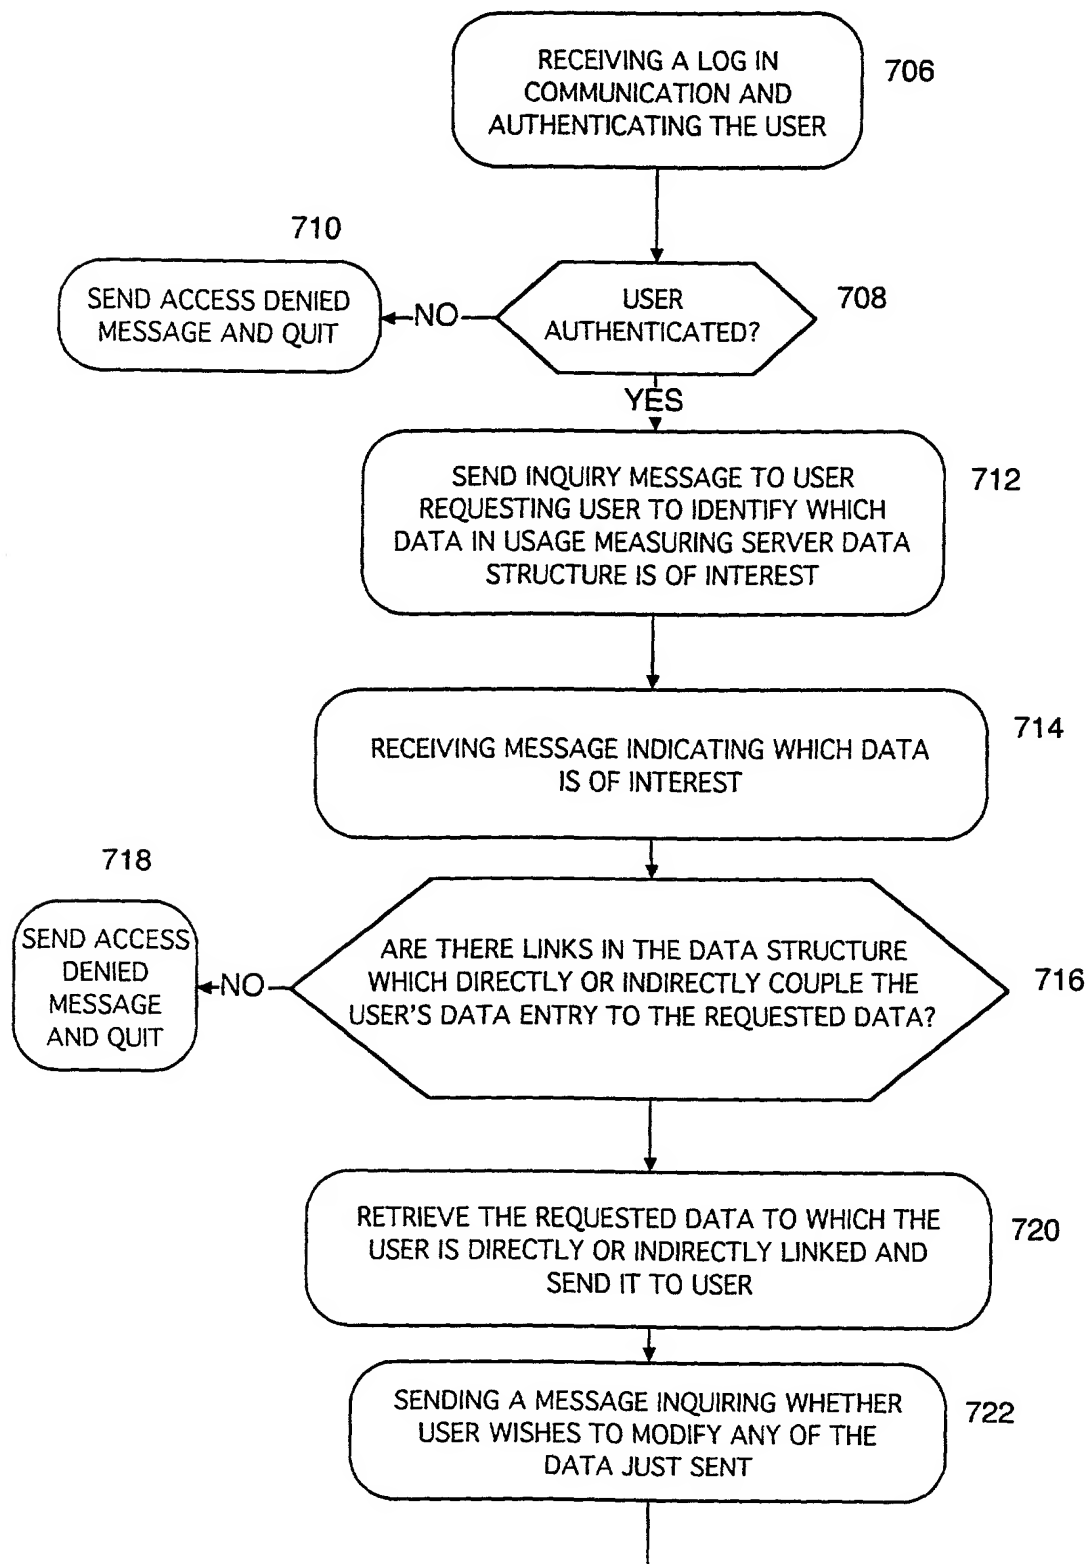 RECEIVING A LOG IN
COMMUNICATION AND
AUTHENTICATING THE USER
706
710
SEND ACCESS DENIED
MESSAGE AND QUIT
NO
USER
AUTHENTICATED?
708
YES
SEND INQUIRY MESSAGE TO USER
REQUESTING USER TO IDENTIFY WHICH
DATA IN USAGE MEASURING SERVER DATA
STRUCTURE IS OF INTEREST
712
RECEIVING MESSAGE INDICATING WHICH DATA
IS OF INTEREST
714
718
SEND ACCESS
DENIED
MESSAGE
AND QUIT
NO
ARE THERE LINKS IN THE DATA STRUCTURE
WHICH DIRECTLY OR INDIRECTLY COUPLE THE
USER'S DATA ENTRY TO THE REQUESTED DATA?
716
RETRIEVE THE REQUESTED DATA TO WHICH THE
USER IS DIRECTLY OR INDIRECTLY LINKED AND
SEND IT TO USER
720
SENDING A MESSAGE INQUIRING WHETHER
USER WISHES TO MODIFY ANY OF THE
DATA JUST SENT
722